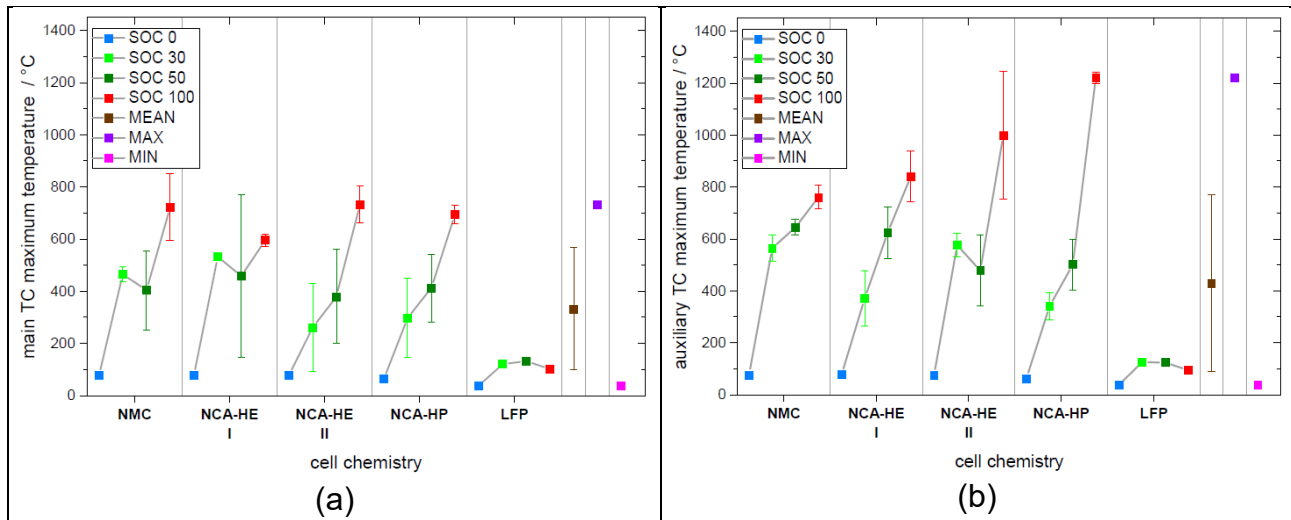 main TC maximum temperature / °C
1400
1200
1000
800
600
400
200
0
SOC 0
SOC 30
SOC 50
SOC 100
MEAN
MAX
MIN
NMC
NCA-HE
I
NCA-HE
II
NCA-HP
LFP
cell chemistry
(a)
auxiliary TC maximum temperature / °C
1400
1200
1000
800
600
400
200
0
SOC 0
SOC 30
SOC 50
SOC 100
MEAN
MAX
MIN
NMC
NCA-HE
I
NCA-HE
II
NCA-HP
LFP
cell chemistry
(b)